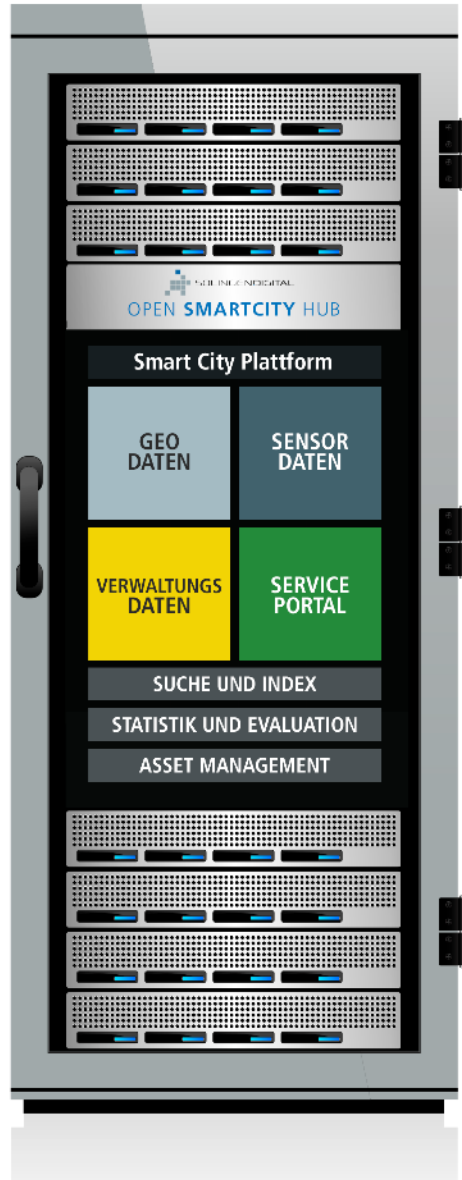 OPEN SMARTCITY HUB
Smart City Plattform
GEO
DATEN
SENSOR
DATEN
VERWALTUNGS
DATEN
SERVICE
PORTAL
SUCHE UND INDEX
STATISTIK UND EVALUATION
ASSET MANAGEMENT